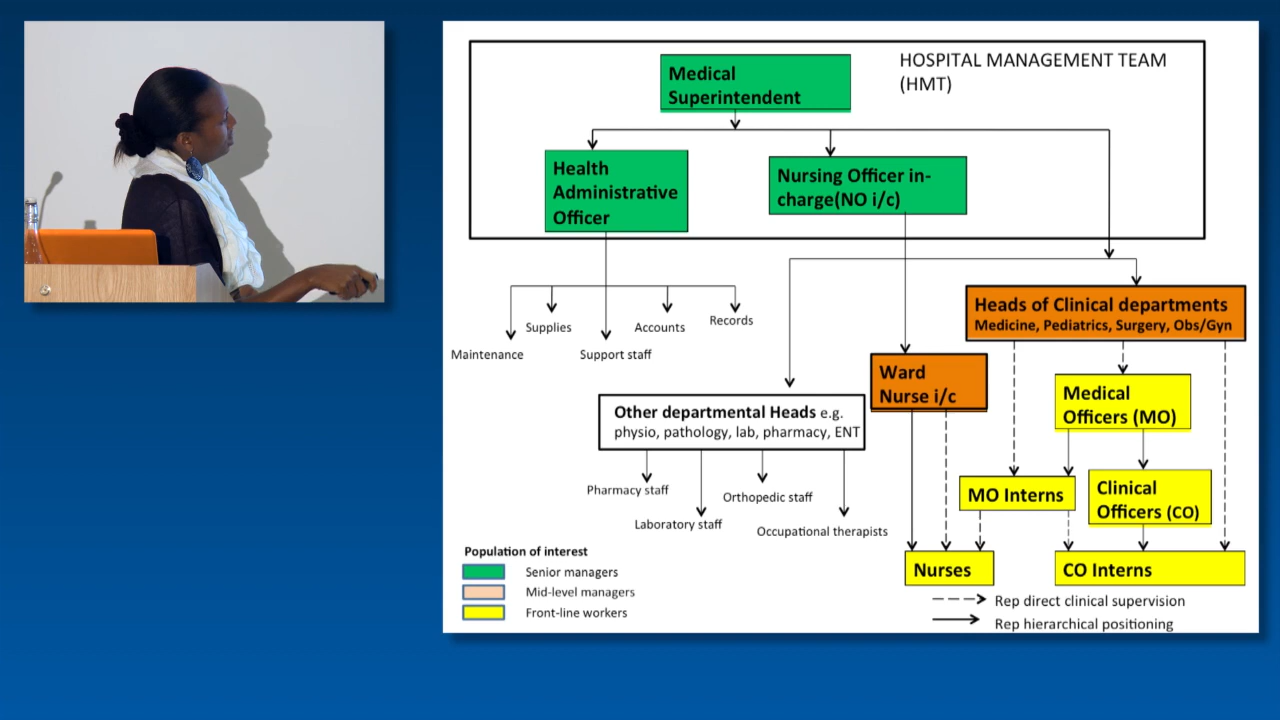 HOSPITAL MANAGEMENT TEAM
(HMT)
Medical
Superintendent
Health
Administrative
Officer
Nursing Officer in-
charge(NO i/c)
Supplies
Accounts
Records
Maintenance
Support staff
Heads of Clinical departments
Medicine, Pediatrics, Surgery, Obs/Gyn
Ward
Nurse i/c
Medical
Officers (MO)
Other departmental Heads e.g.
physio, pathology, lab, pharmacy, ENT
MO Interns
Clinical
Officers (CO)
Pharmacy staff
Orthopedic staff
Laboratory staff
Occupational therapists
Nurses
CO Interns
Population of interest
Senior managers
Mid-level managers
Front-line workers
Rep direct clinical supervision
Rep hierarchical positioning